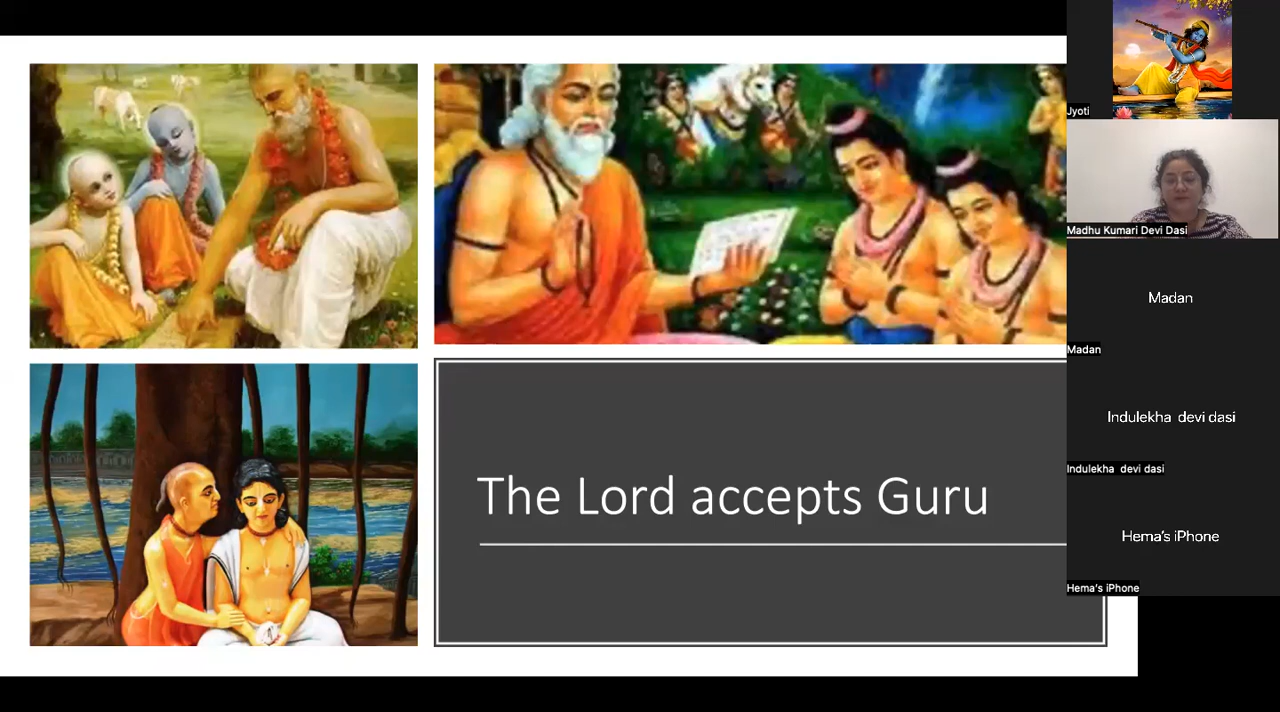 The Lord accepts Guru
Jyoti
Madhu Kumari Devi Dasi
Madan
Madan
Indulekha devi dasi
Indulekha devi dasi
Hema's iPhone
Hema's iPhone